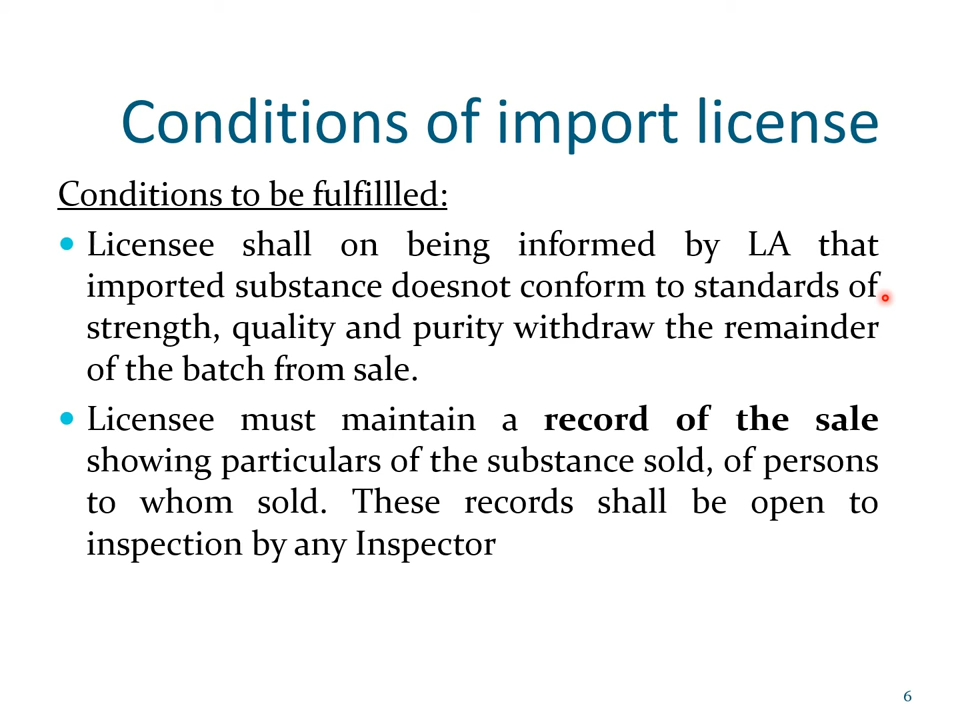 Conditions of import license
Conditions to be fulfillled:
Licensee shall on being informed by LA that
imported substance doesnot conform to standards of
strength, quality and purity withdraw the remainder
of the batch from sale.
Licensee must maintain a record of the sale
showing particulars of the substance sold, of persons
to whom sold. These records shall be open to
inspection by any Inspector
6